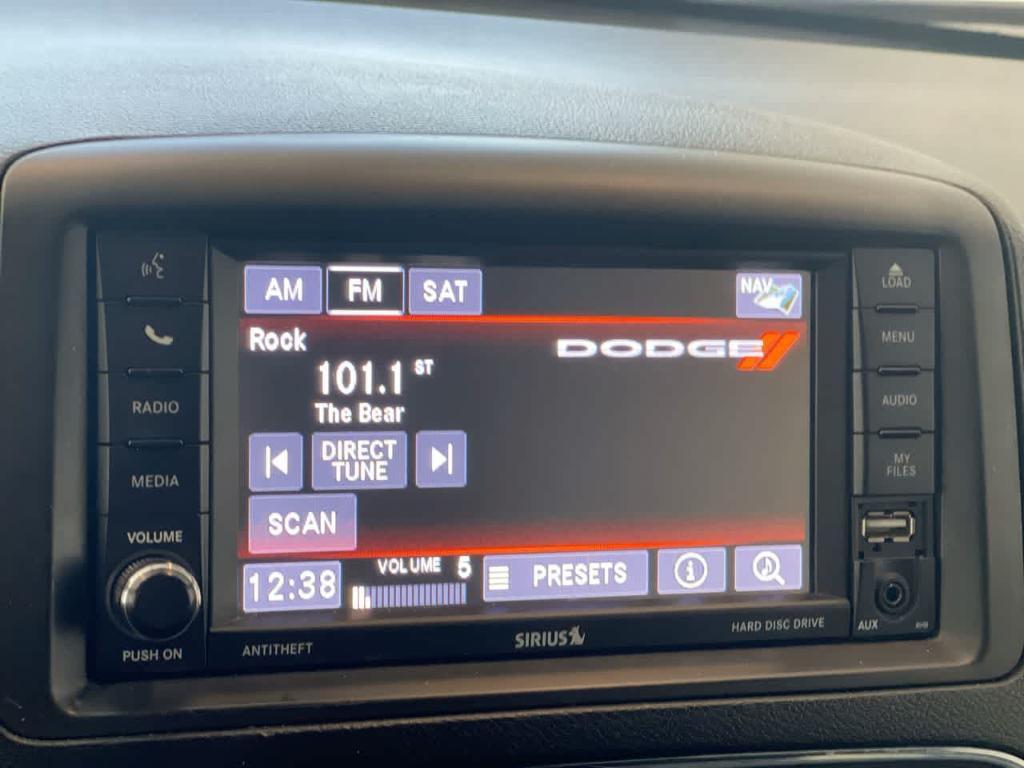 AM FM SAT NAV
Rock
DODGE
101.1 ST
The Bear
DIRECT
TUNE
SCAN
12:38 VOLUME 5 PRESETS
RADIO
MEDIA
VOLUME
PUSH ON
ANTITHEFT
SIRIUS
HARD DISC DRIVE
LOAD
MENU
AUDIO
MY
FILES
AUX